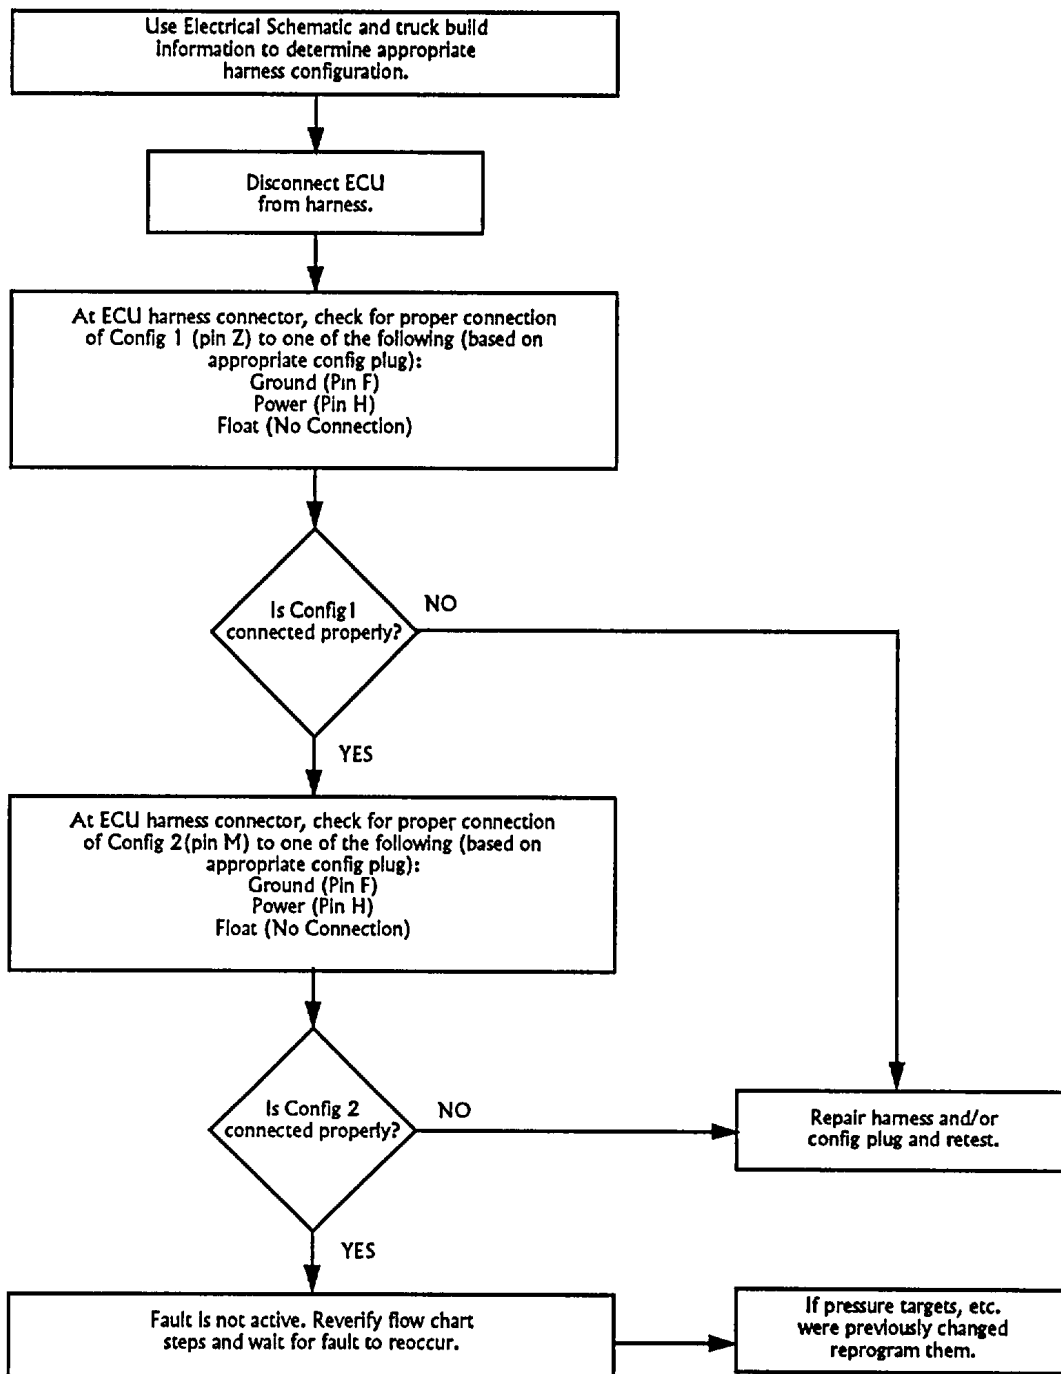 Use Electrical Schematic and truck build
information to determine appropriate
harness configuration.
Disconnect ECU
from harness.
At ECU harness connector, check for proper connection
of Config 1 (pin Z) to one of the following (based on
appropriate config plug):
Ground (Pin F)
Power (Pin H)
Float (No Connection)
Is Config1
connected properly?
NO
YES
At ECU harness connector, check for proper connection
of Config 2(pin M) to one of the following (based on
appropriate config plug):
Ground (Pin F)
Power (Pin H)
Float (No Connection)
Is Config 2
connected properly?
NO
Repair harness and/or
config plug and retest.
YES
Fault is not active. Reverify flow chart
steps and wait for fault to reoccur.
If pressure targets, etc.
were previously changed
reprogram them.